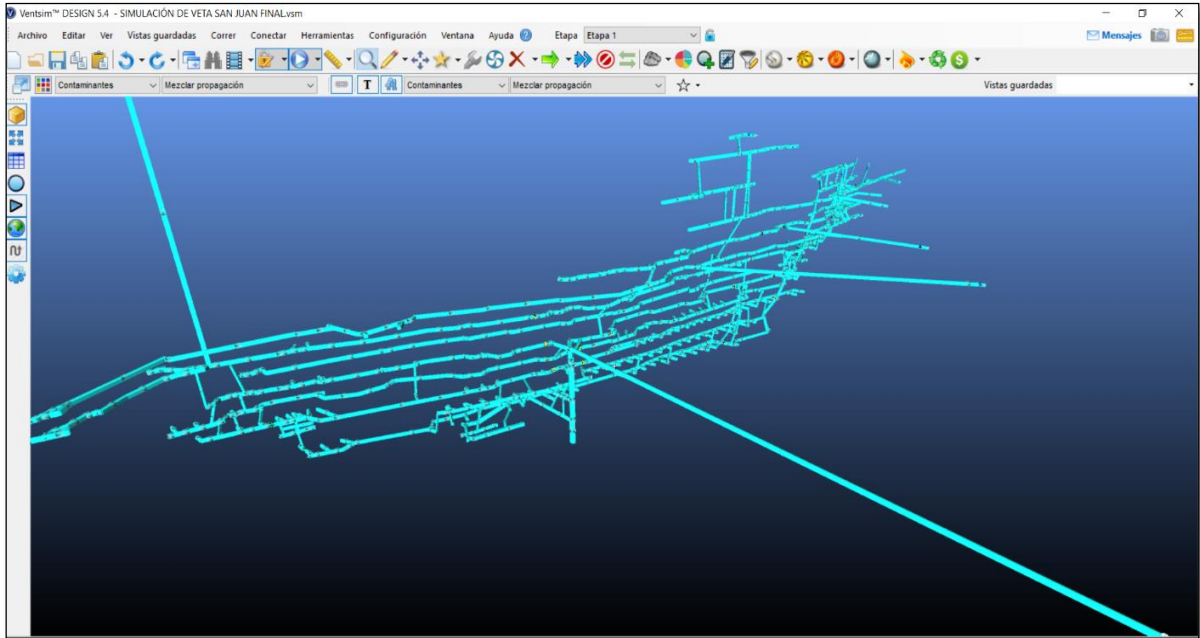 Ventsim™ DESIGN 5.4 - SIMULACIÓN DE VETA SAN JUAN FINAL.vsm
Archivo Editar Ver Vistas guardadas Correr Conectar Herramientas Configuración Ventana Ayuda ? Etapa Etapa 1 Mensajes
Contaminantes Mezclar propagación T Contaminantes Mezclar propagación Vistas guardadas